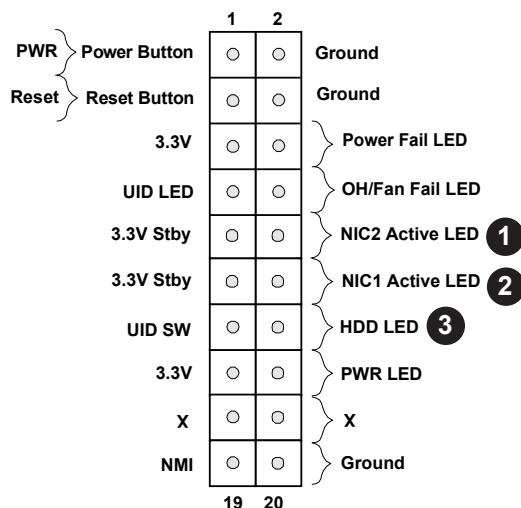 1 2
PWR Power Button Ground
Reset Reset Button Ground
3.3V Power Fail LED
UID LED OH/Fan Fail LED
3.3V Stby NIC2 Active LED 1
3.3V Stby NIC1 Active LED 2
UID SW HDD LED 3
3.3V PWR LED
X X
NMI Ground
19 20